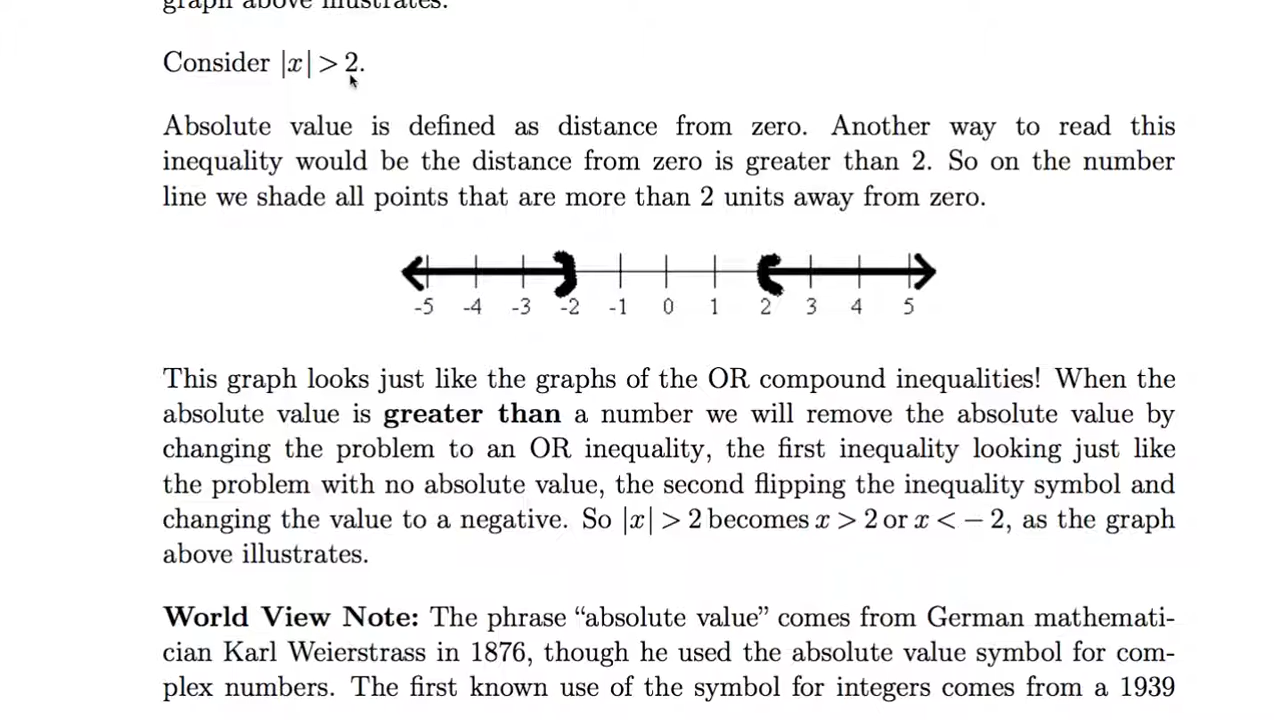 graph above illustrates.
Consider |x| > 2.
Absolute value is defined as distance from zero. Another way to read this
inequality would be the distance from zero is greater than 2. So on the number
line we shade all points that are more than 2 units away from zero.
-5 -4 -3 -2 -1 0 1 2 3 4 5
This graph looks just like the graphs of the OR compound inequalities! When the
absolute value is greater than a number we will remove the absolute value by
changing the problem to an OR inequality, the first inequality looking just like
the problem with no absolute value, the second flipping the inequality symbol and
changing the value to a negative. So |x| > 2 becomes x > 2 or x < − 2, as the graph
above illustrates.
World View Note: The phrase “absolute value” comes from German mathemati-
cian Karl Weierstrass in 1876, though he used the absolute value symbol for com-
plex numbers. The first known use of the symbol for integers comes from a 1939